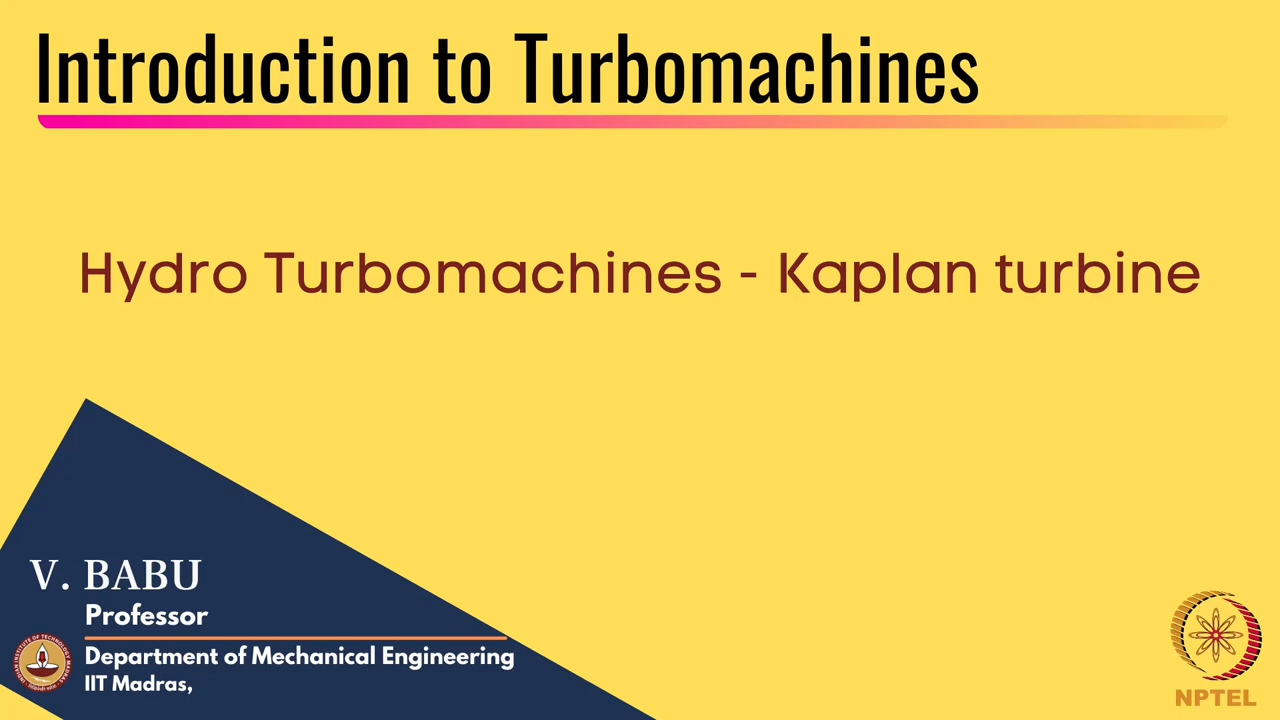 Introduction to Turbomachines
Hydro Turbomachines - Kaplan turbine
V. BABU
Professor
Department of Mechanical Engineering
IIT Madras,
NPTEL